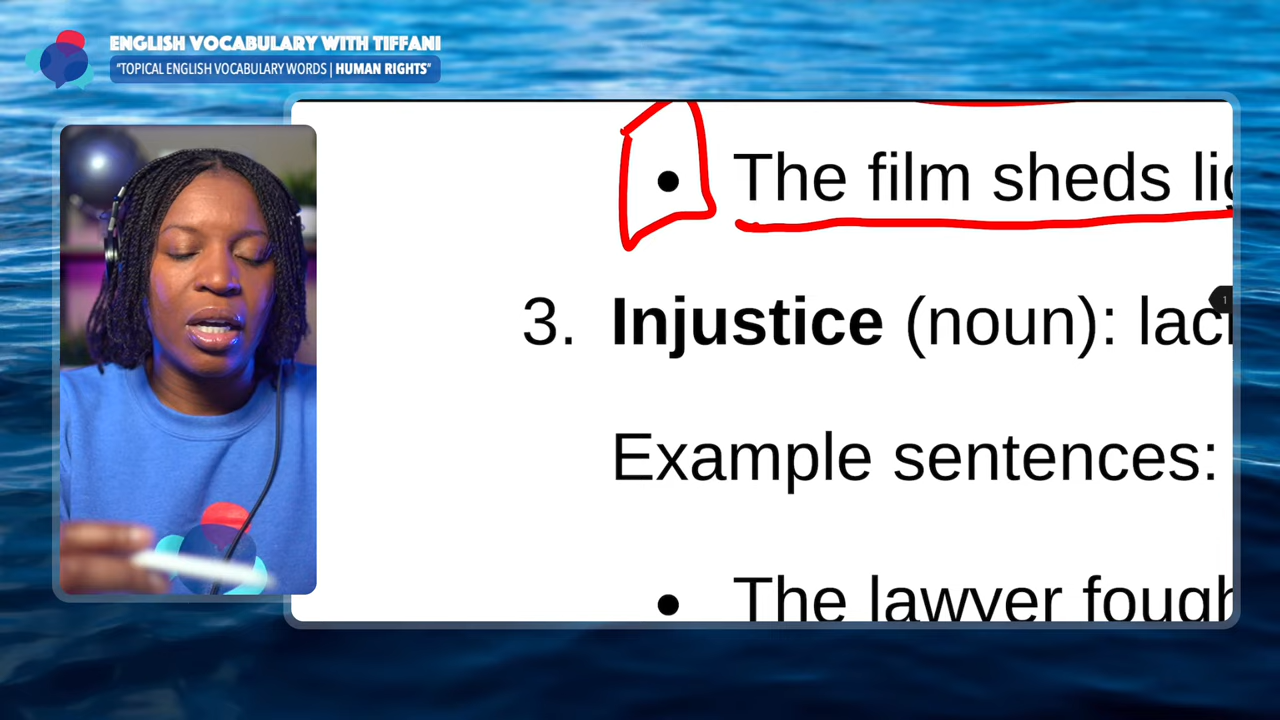 ENGLISH VOCABULARY WITH TIFFANI
"TOPICAL ENGLISH VOCABULARY WORDS | HUMAN RIGHTS"
The film sheds
3. Injustice (noun):
Example sentences:
The lawyer
1